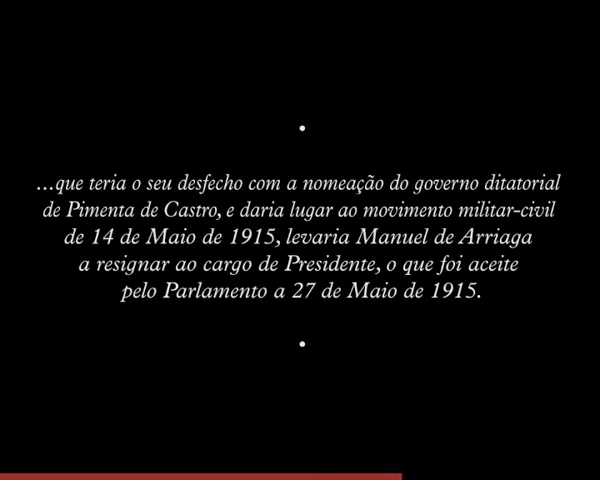 ...que teria o seu desfecho com a nomeação do governo ditatorial
de Pimenta de Castro, e daria lugar ao movimento militar-civil
de 14 de Maio de 1915, levaria Manuel de Arriaga
a resignar ao cargo de Presidente, o que foi aceite
pelo Parlamento a 27 de Maio de 1915.